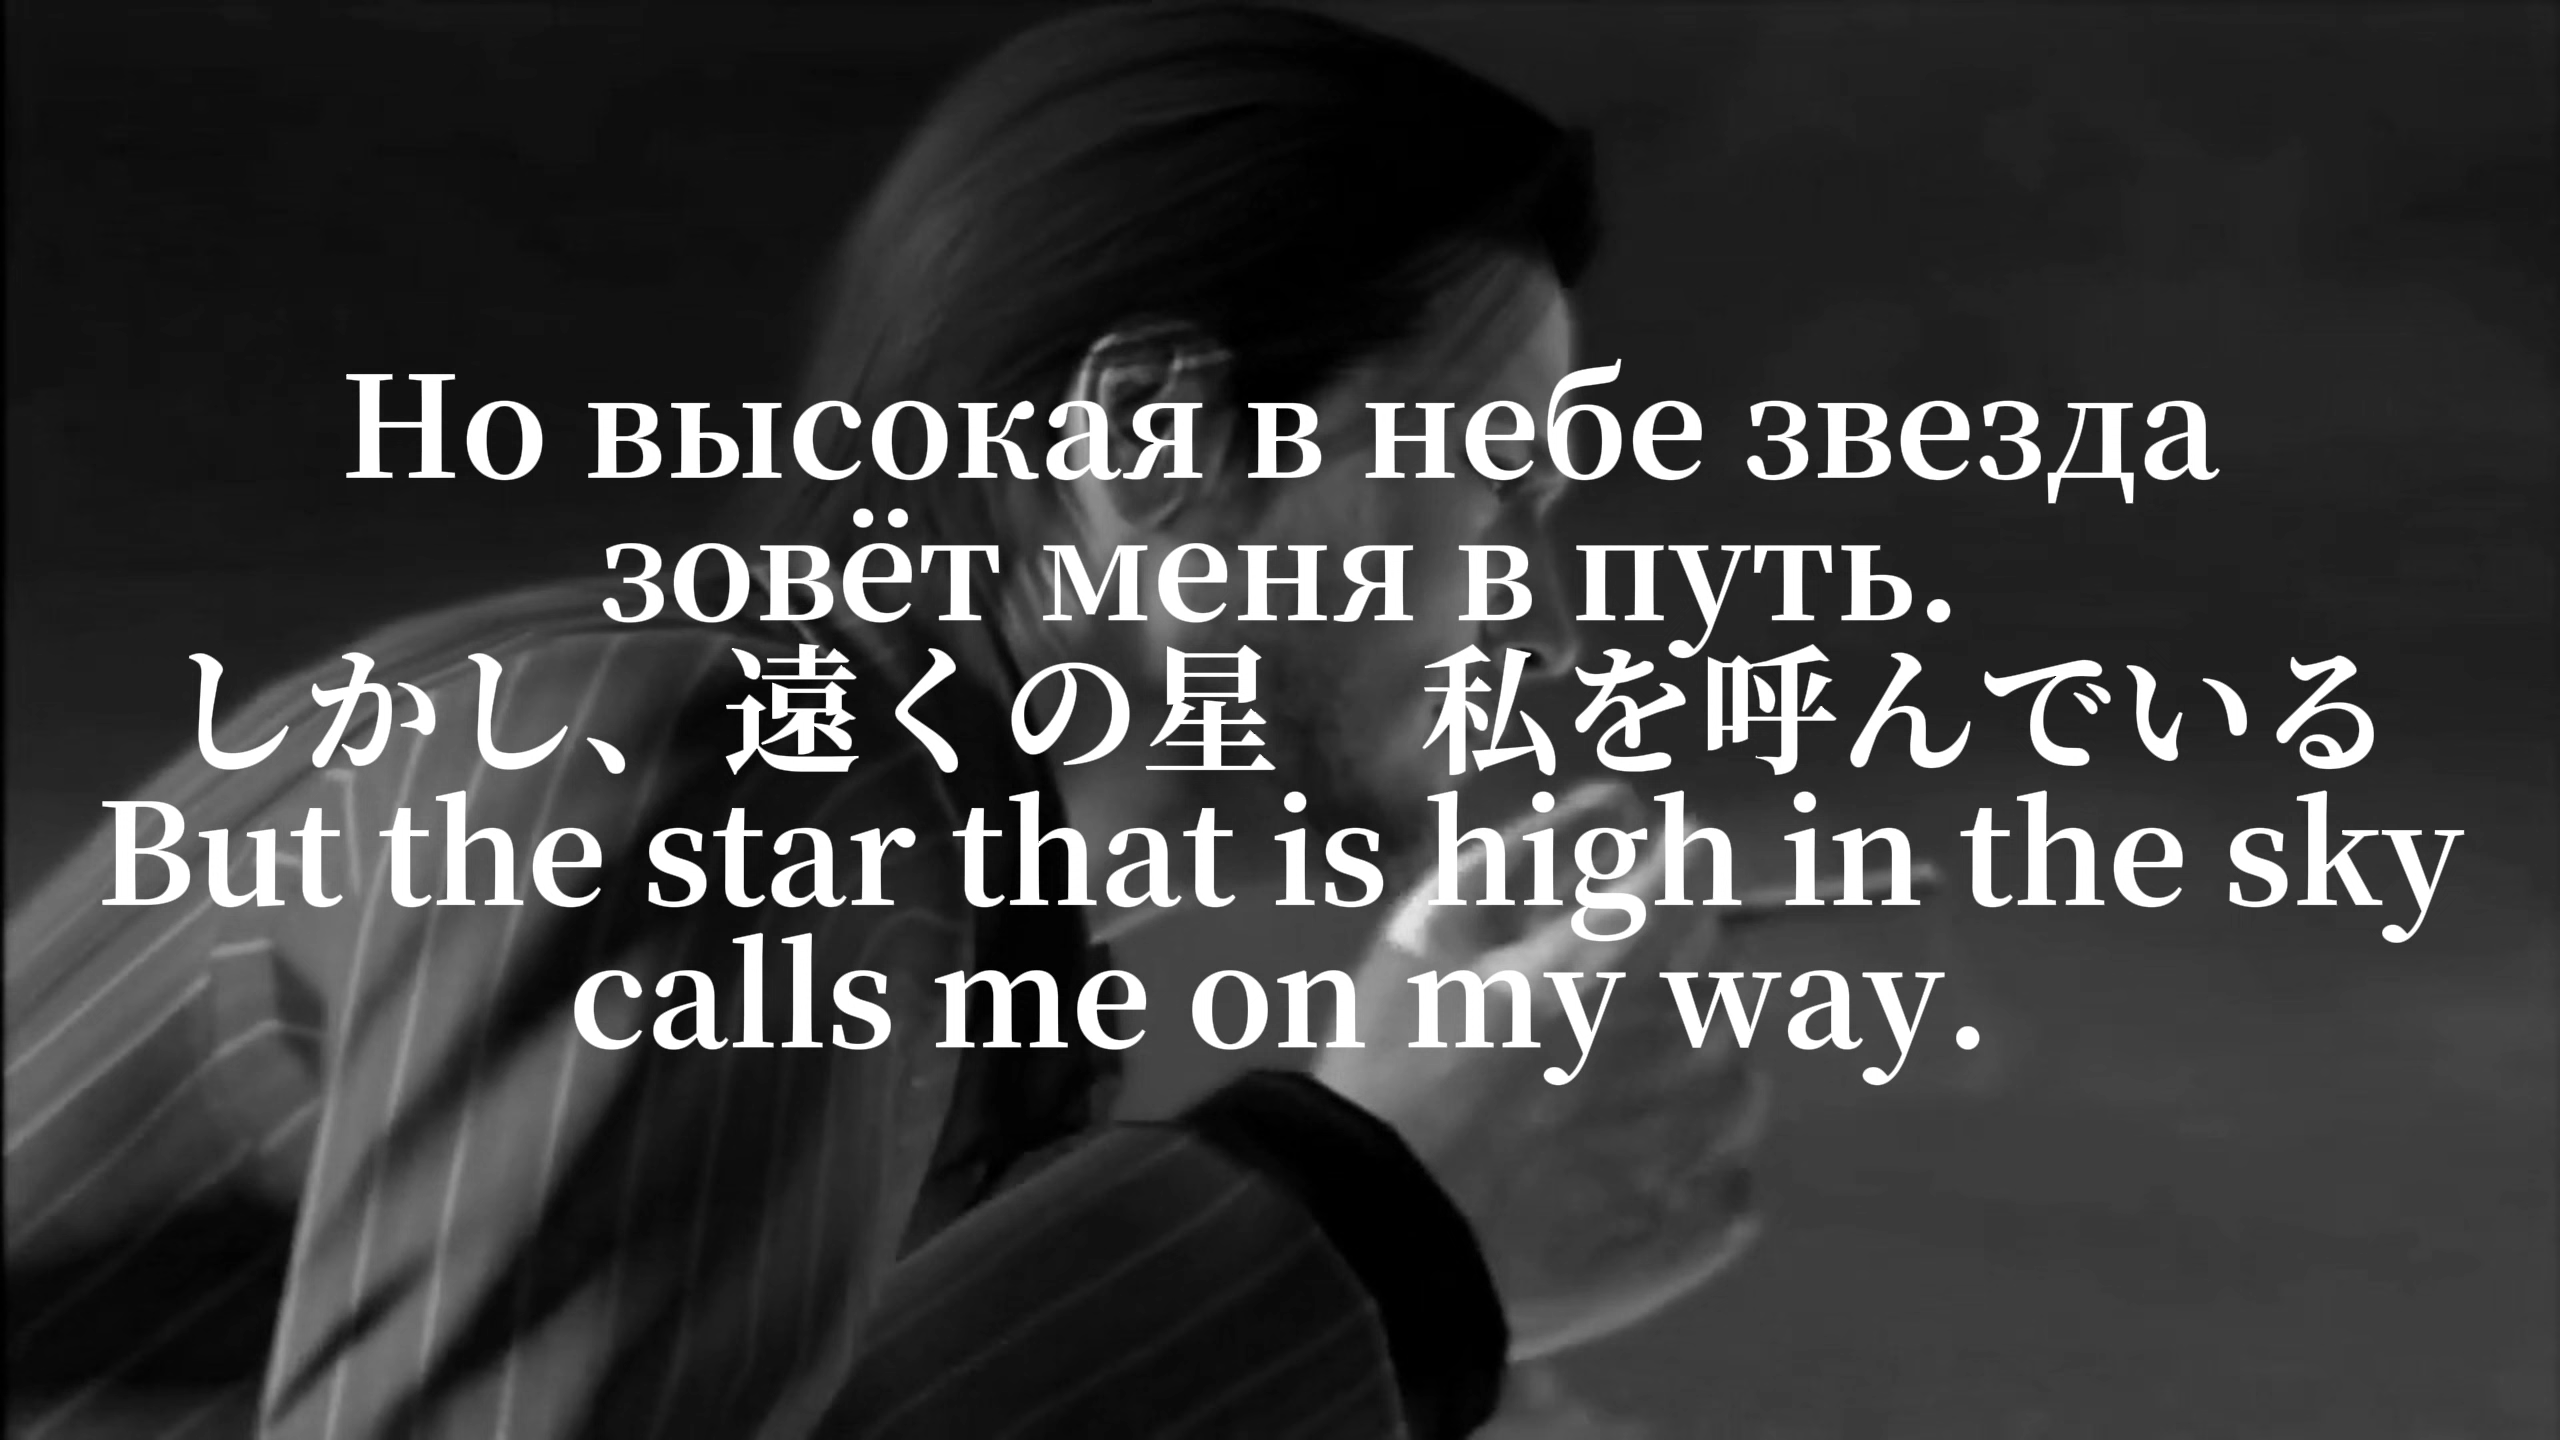 Но высокая в небе звезда
зовёт меня в путь.
しかし、遠くの星　私を呼んでいる
But the star that is high in the sky
calls me on my way.